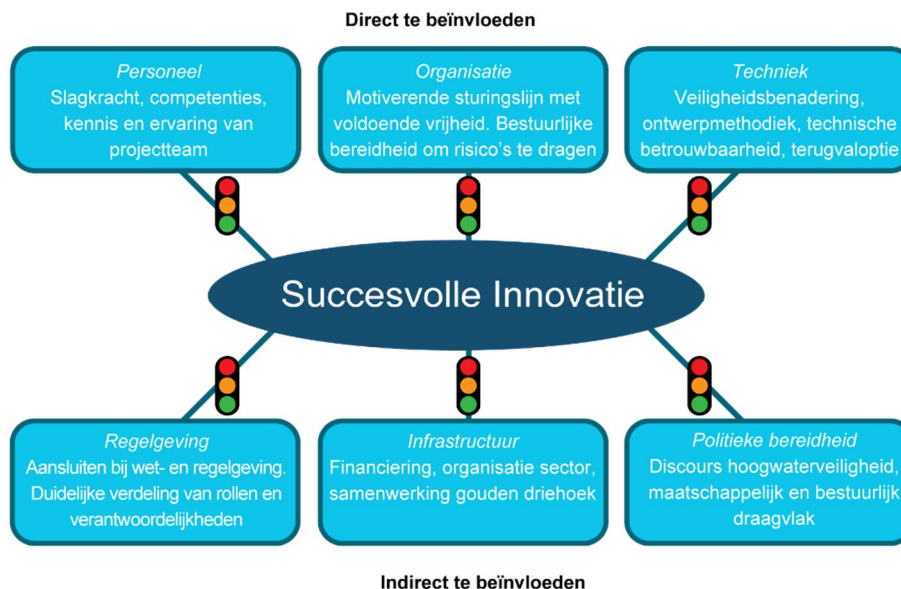 Direct te beïnvloeden
Personeel
Slagkracht, competenties,
kennis en ervaring van
projectteam
Organisatie
Motiverende sturingslijn met
voldoende vrijheid. Bestuurlijke
bereidheid om risico's te dragen
Techniek
Veiligheidsbenadering,
ontwerpmethodiek, technische
betrouwbaarheid, terugvaloptie
Succesvolle Innovatie
Regelgeving
Aansluiten bij wet- en regelgeving.
Duidelijke verdeling van rollen en
verantwoordelijkheden
Infrastructuur
Financiering, organisatie sector,
samenwerking gouden driehoek
Politieke bereidheid
Discours hoogwaterveiligheid,
maatschappelijk en bestuurlijk
draagvlak
Indirect te beïnvloeden